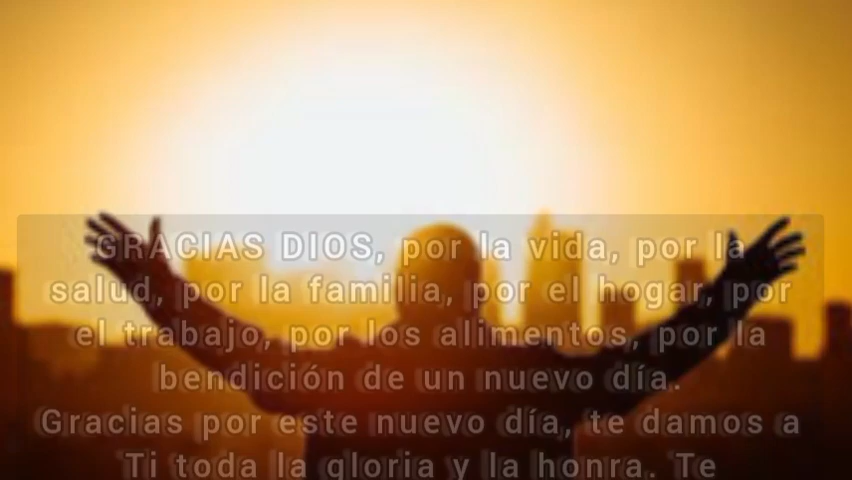 GRACIAS DIOS, por la vida, por la
salud, por la familia, por el hogar, por
el trabajo, por los alimentos, por la
bendición de un nuevo día.
Gracias por este nuevo día, te damos a
Ti toda la gloria y la honra. Te